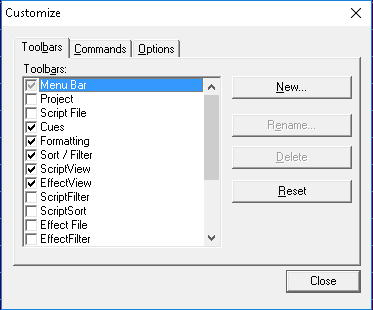 Customize
Toolbars Commands Options
Toolbars:
Menu Bar
Project
Script File
Cues
Formatting
Sort / Filter
ScriptView
EffectView
ScriptFilter
ScriptSort
Effect File
EffectFilter
New...
Rename...
Delete
Reset
Close